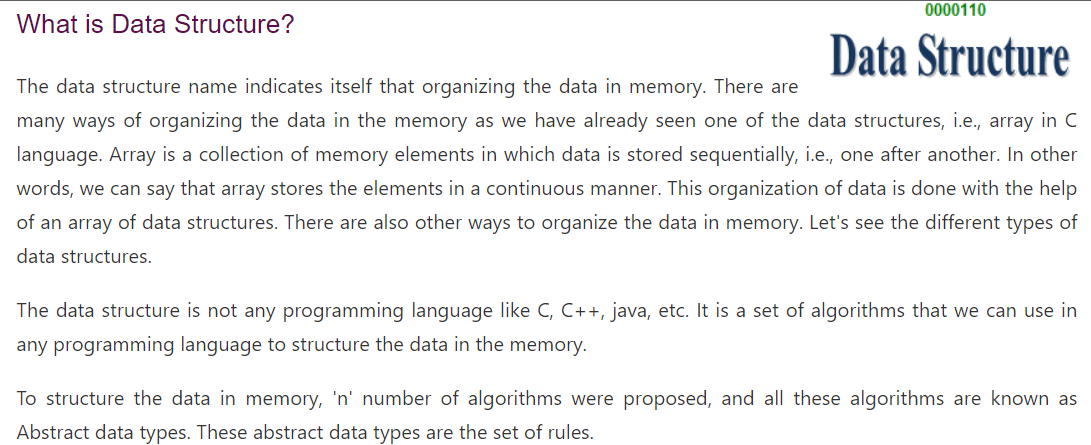 What is Data Structure?
0000110
Data Structure
The data structure name indicates itself that organizing the data in memory. There are
many ways of organizing the data in the memory as we have already seen one of the data structures, i.e., array in C
language. Array is a collection of memory elements in which data is stored sequentially, i.e., one after another. In other
words, we can say that array stores the elements in a continuous manner. This organization of data is done with the help
of an array of data structures. There are also other ways to organize the data in memory. Let's see the different types of
data structures.
The data structure is not any programming language like C, C++, java, etc. It is a set of algorithms that we can use in
any programming language to structure the data in the memory.
To structure the data in memory, 'n' number of algorithms were proposed, and all these algorithms are known as
Abstract data types. These abstract data types are the set of rules.